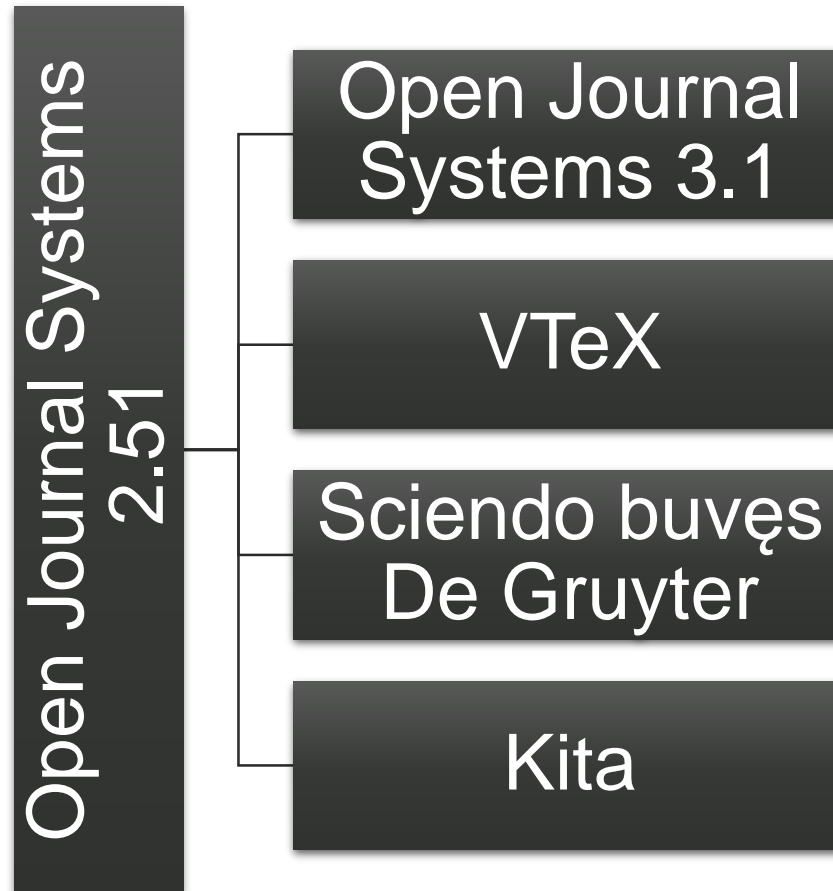 Open Journal Systems
2.51
Open Journal
Systems 3.1
VTeX
Sciendo buvęs
De Gruyter
Kita